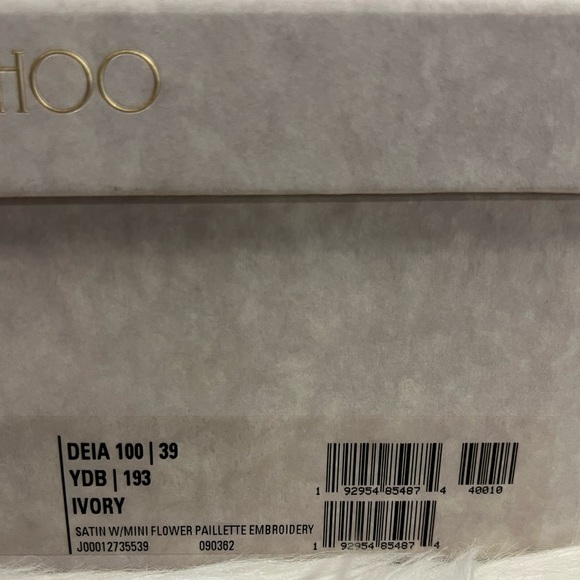 HOO
DEIA 100 | 39
YDB | 193
IVORY
SATIN W/MINI FLOWER PAILLETTE EMBROIDERY
J00012735539 090362
1 92954 85487 4 40010
1 92954 85487 4